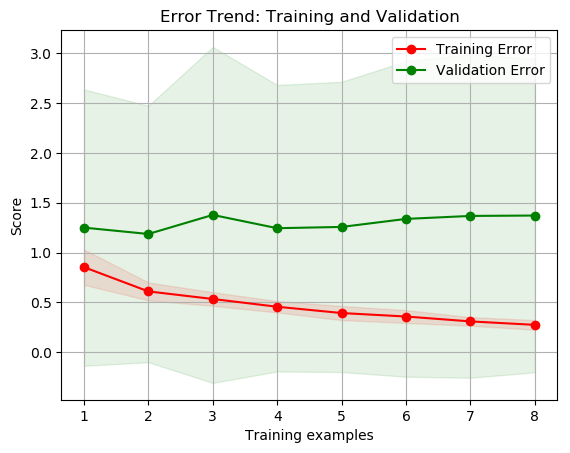 Error Trend: Training and Validation
Training Error
Validation Error
Score
3.0
2.5
2.0
1.5
1.0
0.5
0.0
1 2 3 4 5 6 7 8
Training examples